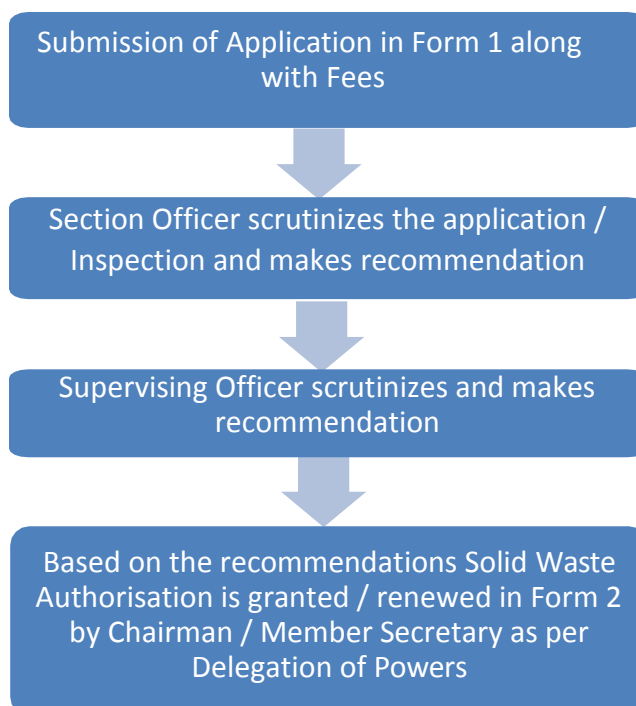 Submission of Application in Form 1 along
with Fees
Section Officer scrutinizes the application /
Inspection and makes recommendation
Supervising Officer scrutinizes and makes
recommendation
Based on the recommendations Solid Waste
Authorisation is granted / renewed in Form 2
by Chairman / Member Secretary as per
Delegation of Powers